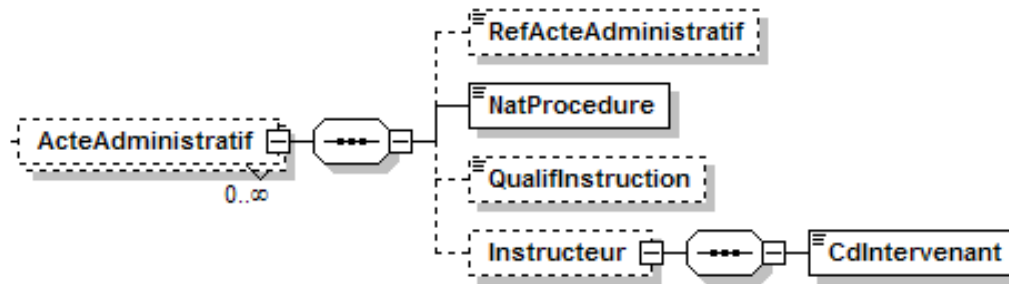 RefActeAdministratif
NatProcedure
ActeAdministratif
0..∞
QualifInstruction
Instructeur
CdIntervenant